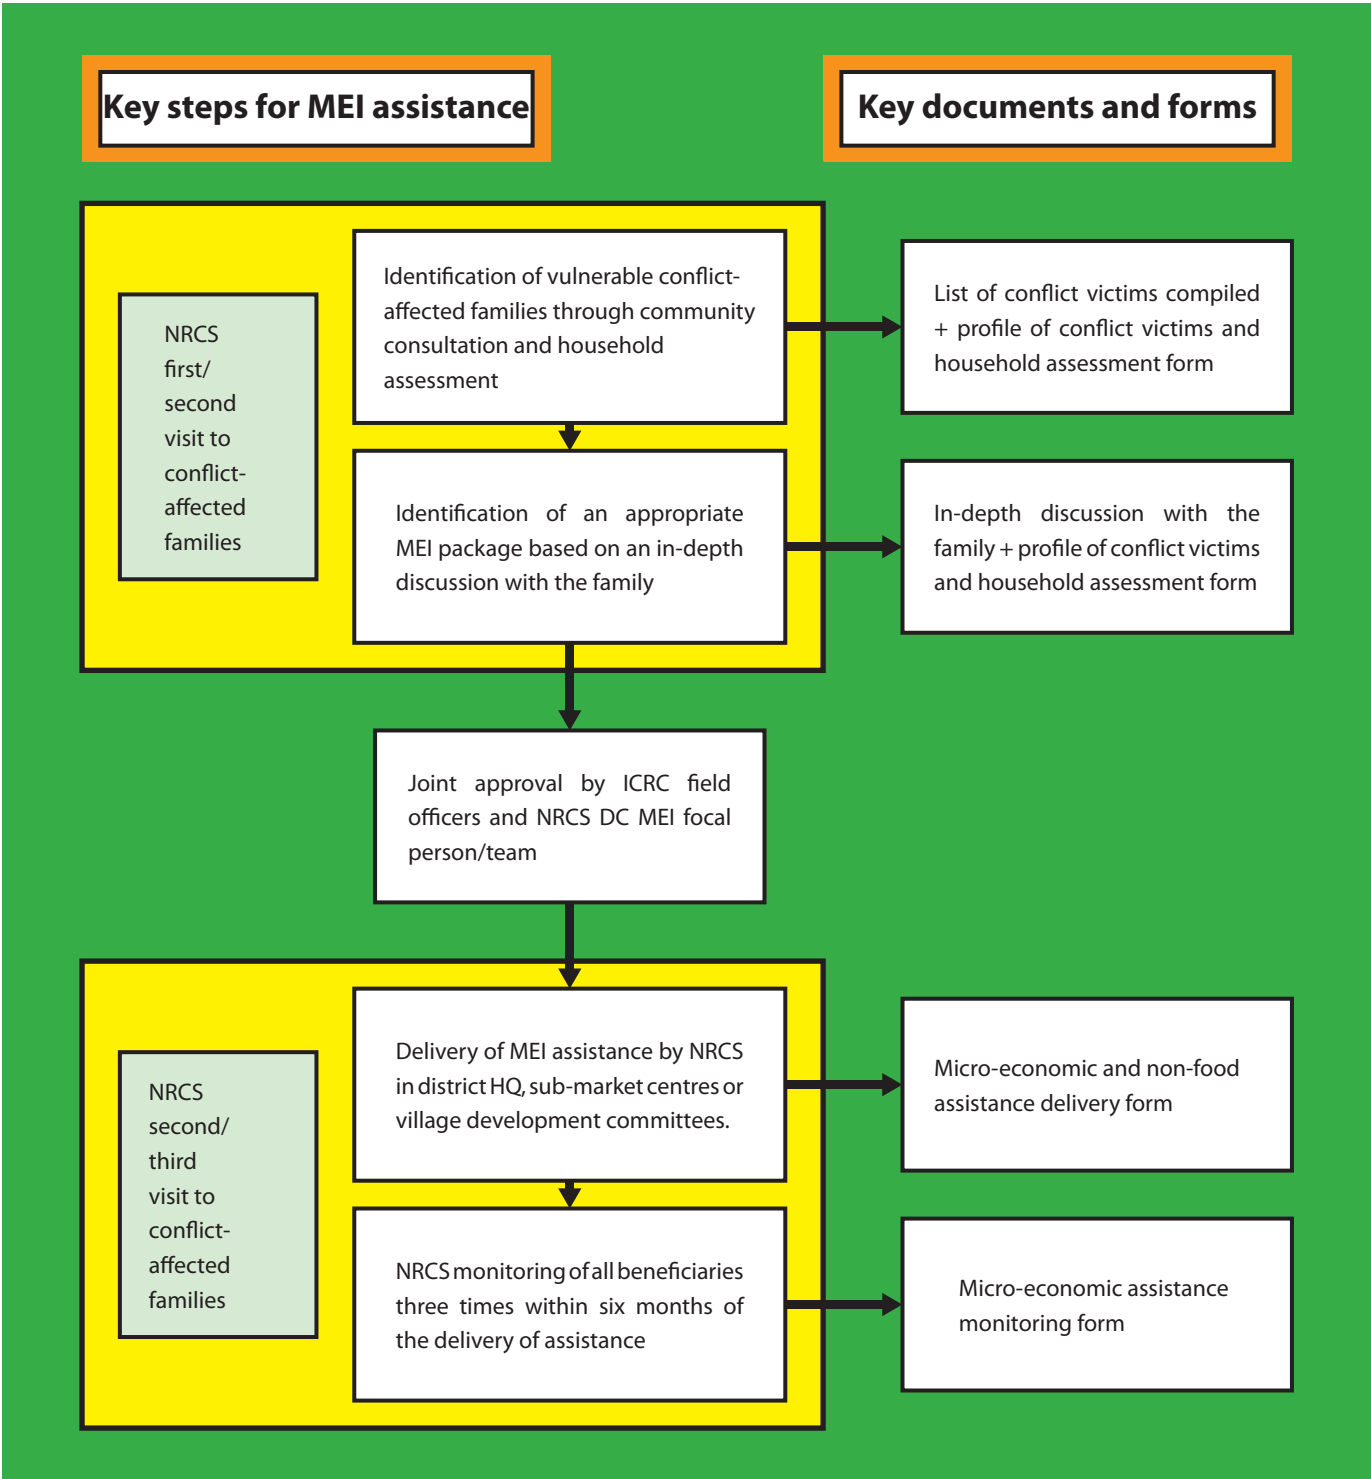 Key steps for MEI assistance
Key documents and forms
NRCS
first/
second
visit to
conflict-
affected
families
Identification of vulnerable conflict-
affected families through community
consultation and household
assessment
List of conflict victims compiled
+ profile of conflict victims and
household assessment form
Identification of an appropriate
MEI package based on an in-depth
discussion with the family
In-depth discussion with the
family + profile of conflict victims
and household assessment form
Joint approval by ICRC field
officers and NRCS DC MEI focal
person/team
NRCS
second/
third
visit to
conflict-
affected
families
Delivery of MEI assistance by NRCS
in district HQ, sub-market centres or
village development committees.
Micro-economic and non-food
assistance delivery form
NRCS monitoring of all beneficiaries
three times within six months of
the delivery of assistance
Micro-economic assistance
monitoring form